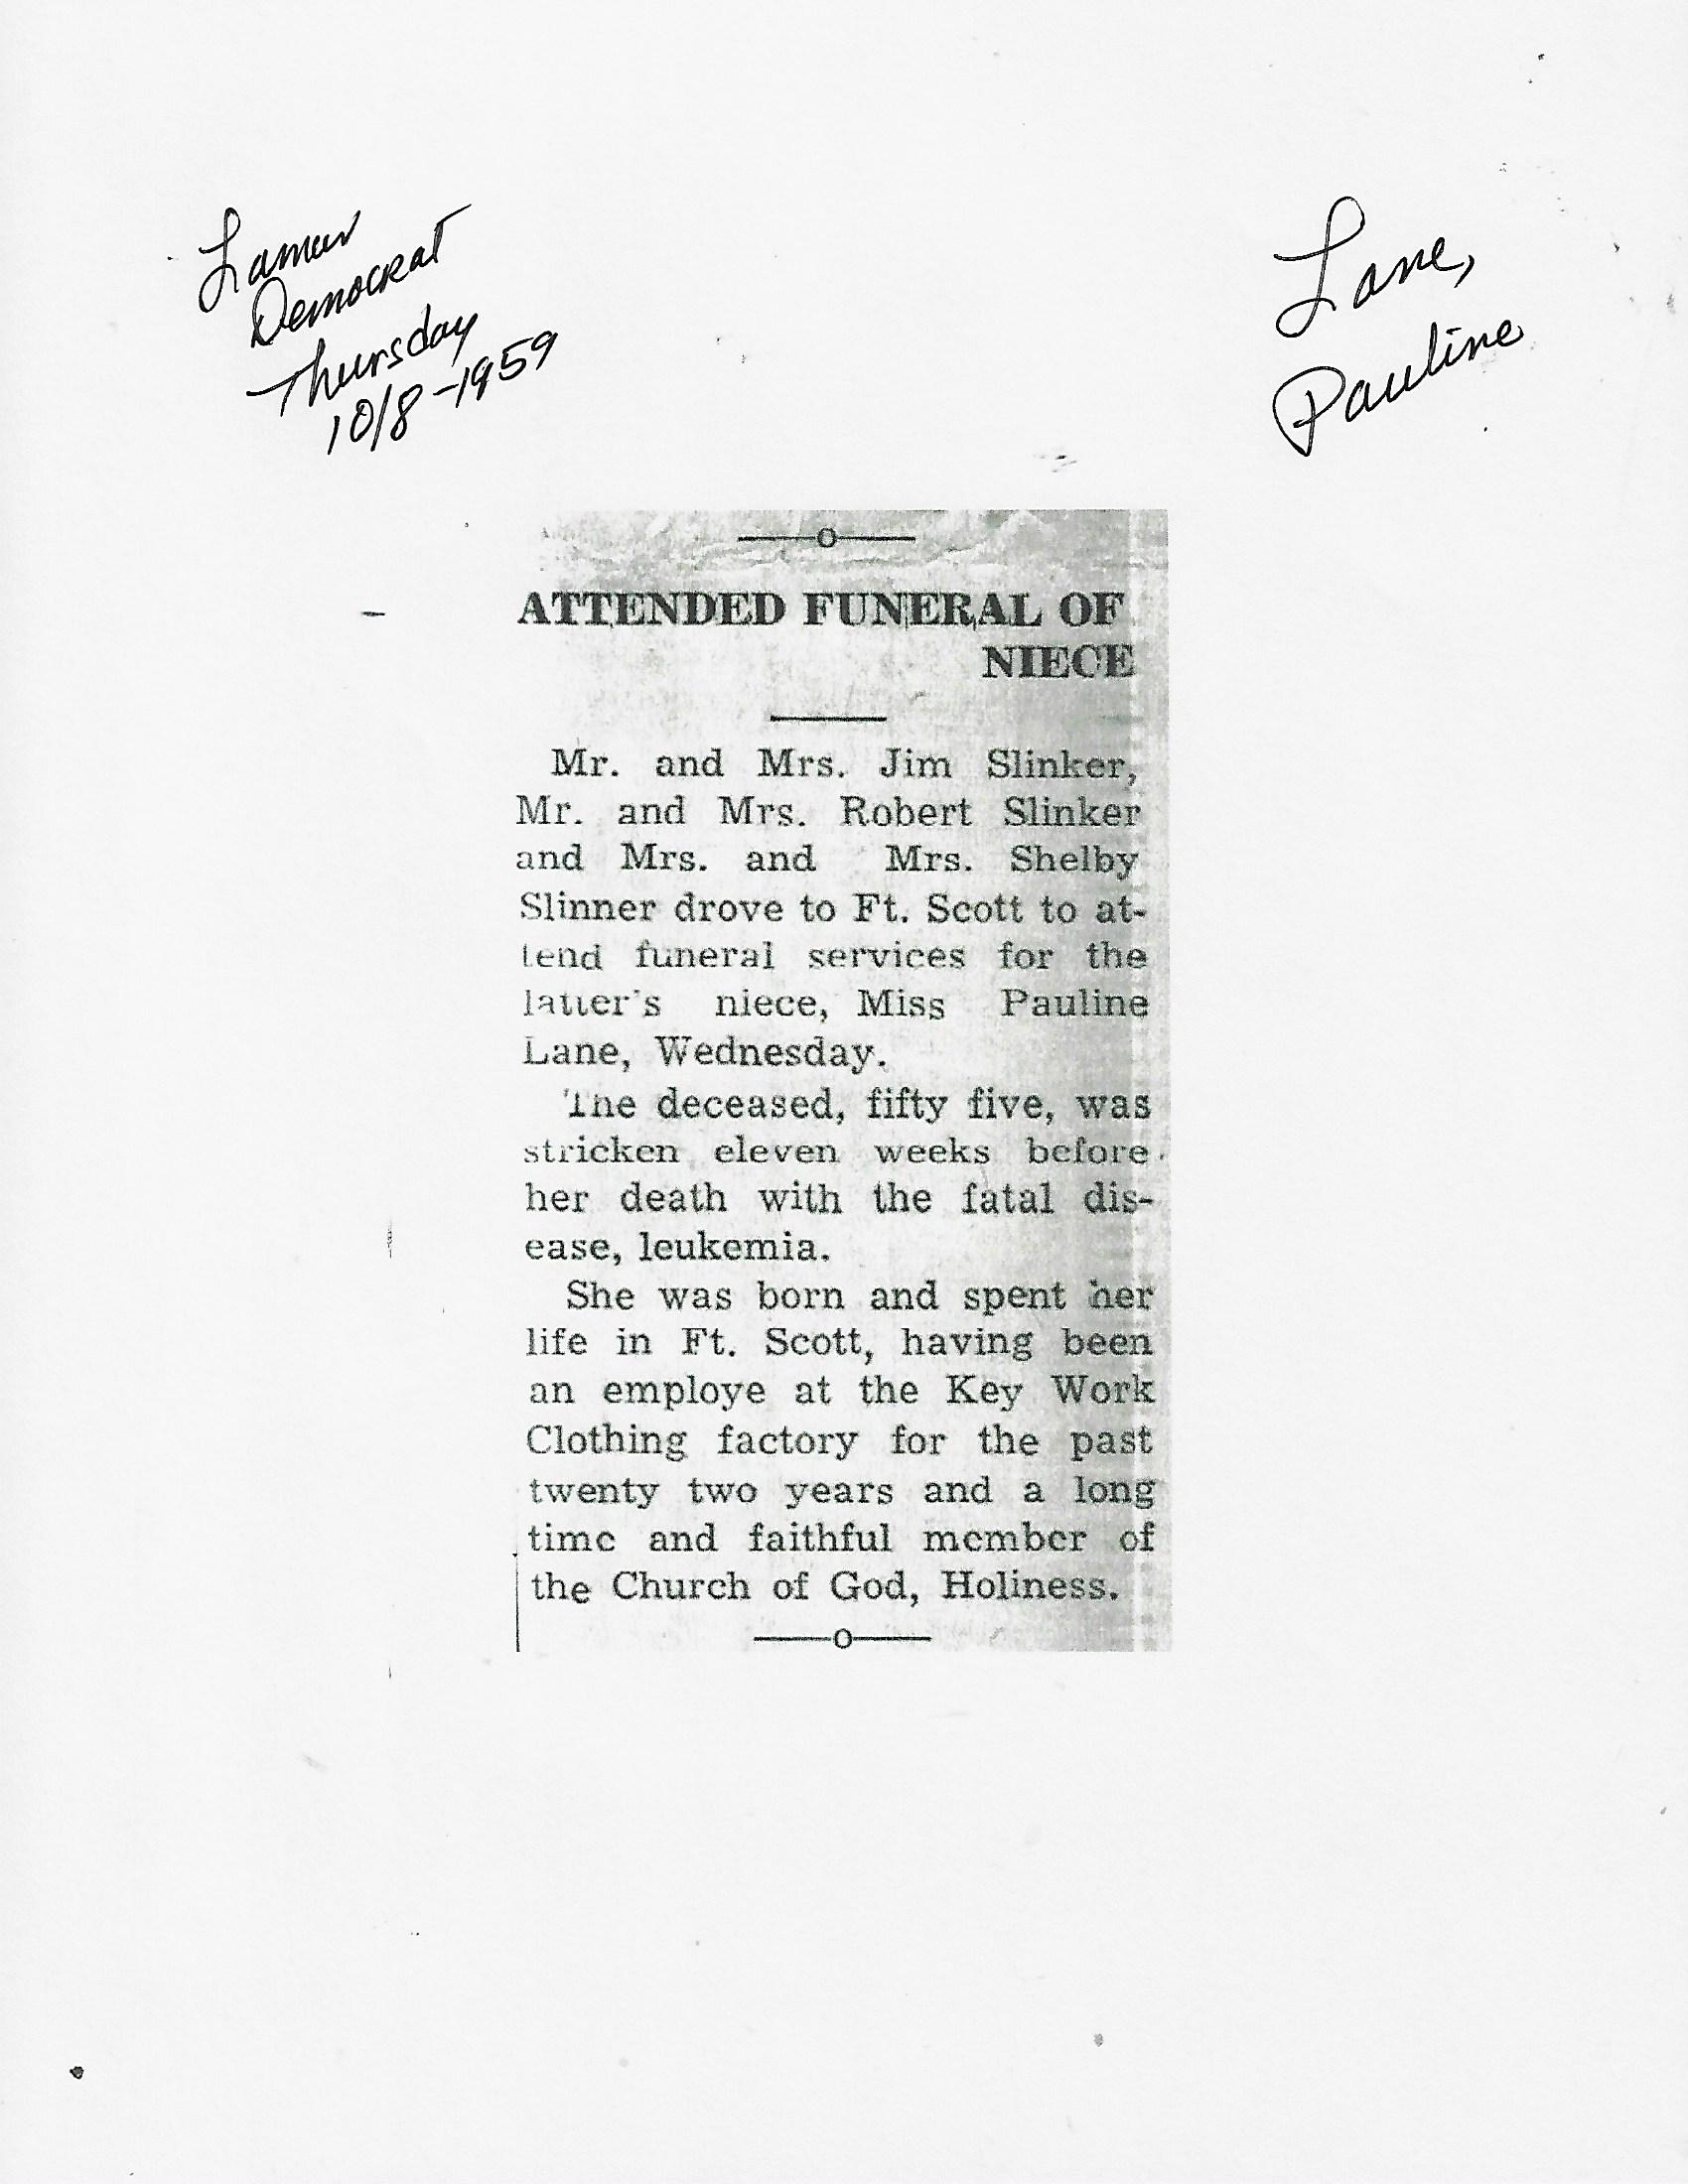 Lamar
Democrat
Thursday
10/8-1959
Lane,
Pauline
—o—
ATTENDED FUNERAL OF
NIECE
Mr. and Mrs. Jim Slinker,
Mr. and Mrs. Robert Slinker
and Mrs. and Mrs. Shelby
Slinner drove to Ft. Scott to at-
tend funeral services for the
latter's niece, Miss Pauline
Lane, Wednesday.
The deceased, fifty five, was
stricken eleven weeks before
her death with the fatal dis-
ease, leukemia.
She was born and spent her
life in Ft. Scott, having been
an employe at the Key Work
Clothing factory for the past
twenty two years and a long
time and faithful member of
the Church of God, Holiness.
—o—